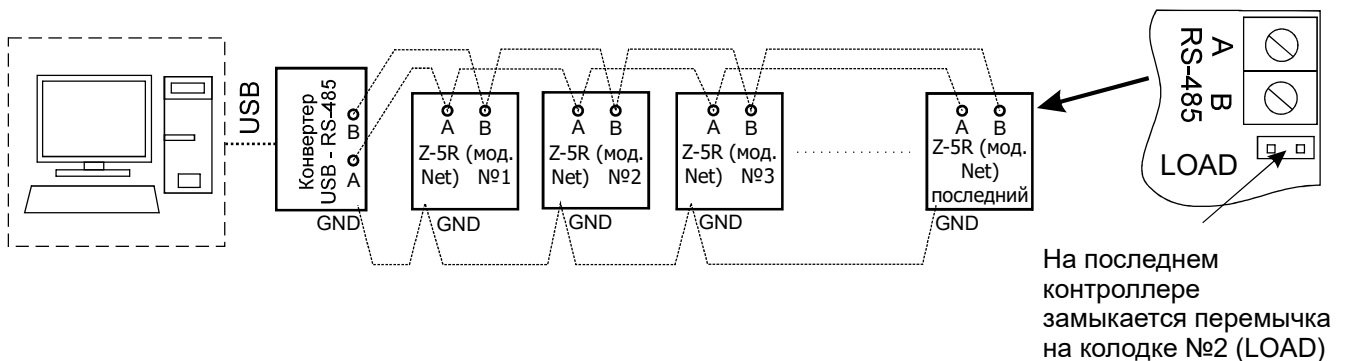 USB
Конвертер
USB - RS-485
B
A
GND
A B
Z-5R (мод.
Net) №1
GND
A B
Z-5R (мод.
Net) №2
GND
A B
Z-5R (мод.
Net) №3
GND
A B
Z-5R (мод.
Net)
последний
GND
A
B
RS-485
LOAD
На последнем
контроллере
замыкается перемычка
на колодке №2 (LOAD)